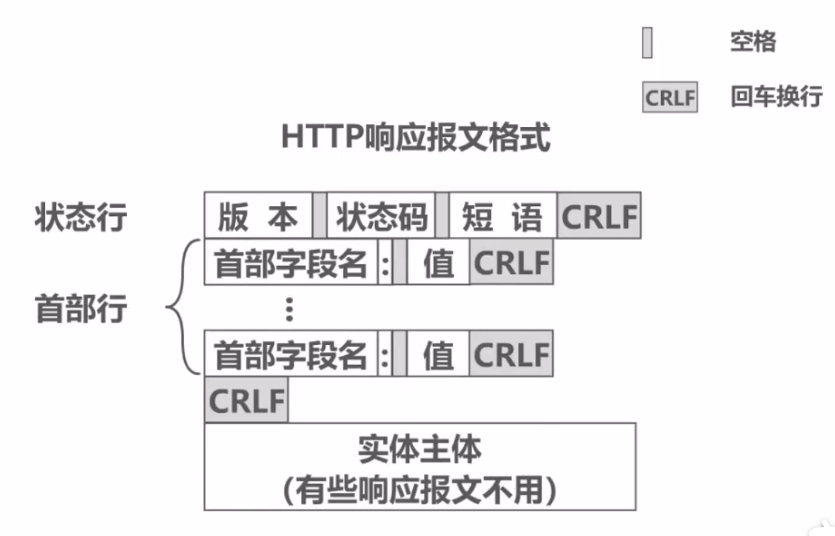 空格
CRLF 回车换行
HTTP响应报文格式
状态行 版 本 状态码 短 语 CRLF
首部字段名 : 值 CRLF
首部行 ⋮
首部字段名 : 值 CRLF
CRLF
实体主体
(有些响应报文不用)